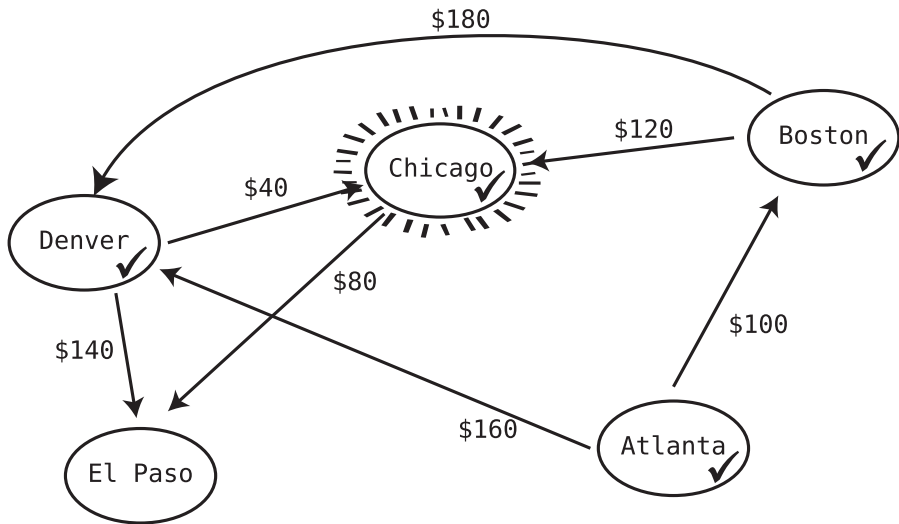 $180
Boston
$120
Chicago
$40
Denver
$80
$100
$140
$160
Atlanta
El Paso